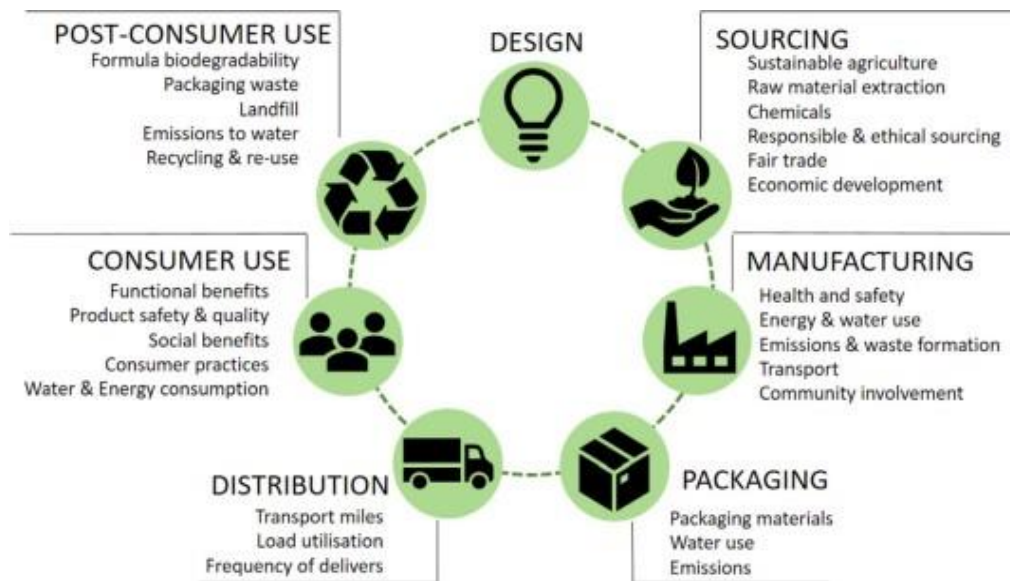 POST-CONSUMER USE
Formula biodegradability
Packaging waste
Landfill
Emissions to water
Recycling & re-use
DESIGN
SOURCING
Sustainable agriculture
Raw material extraction
Chemicals
Responsible & ethical sourcing
Fair trade
Economic development
CONSUMER USE
Functional benefits
Product safety & quality
Social benefits
Consumer practices
Water & Energy consumption
MANUFACTURING
Health and safety
Energy & water use
Emissions & waste formation
Transport
Community involvement
DISTRIBUTION
Transport miles
Load utilisation
Frequency of delivers
PACKAGING
Packaging materials
Water use
Emissions